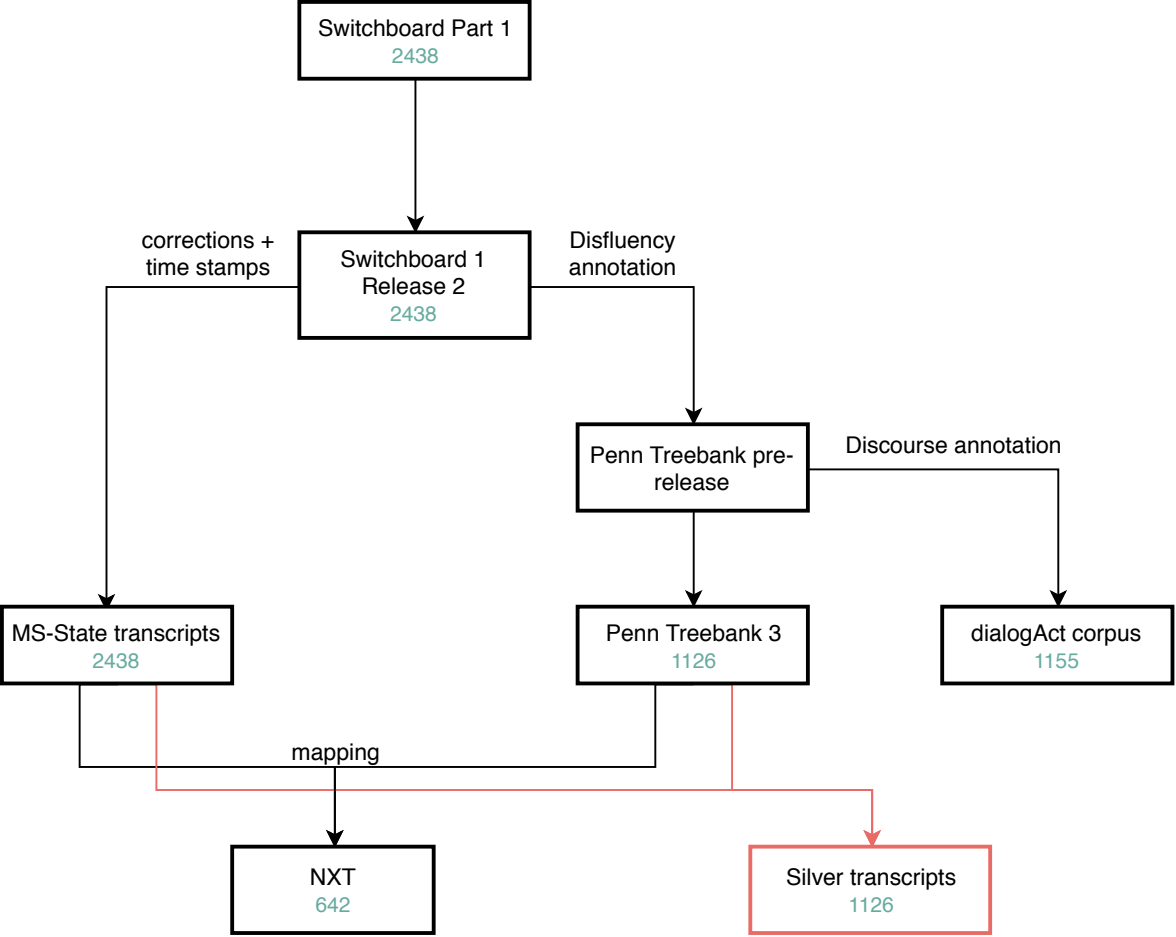 Switchboard Part 1
2438
corrections +
time stamps
Disfluency
annotation
Switchboard 1
Release 2
2438
Penn Treebank pre-
release
Discourse annotation
MS-State transcripts
2438
Penn Treebank 3
1126
dialogAct corpus
1155
mapping
NXT
642
Silver transcripts
1126